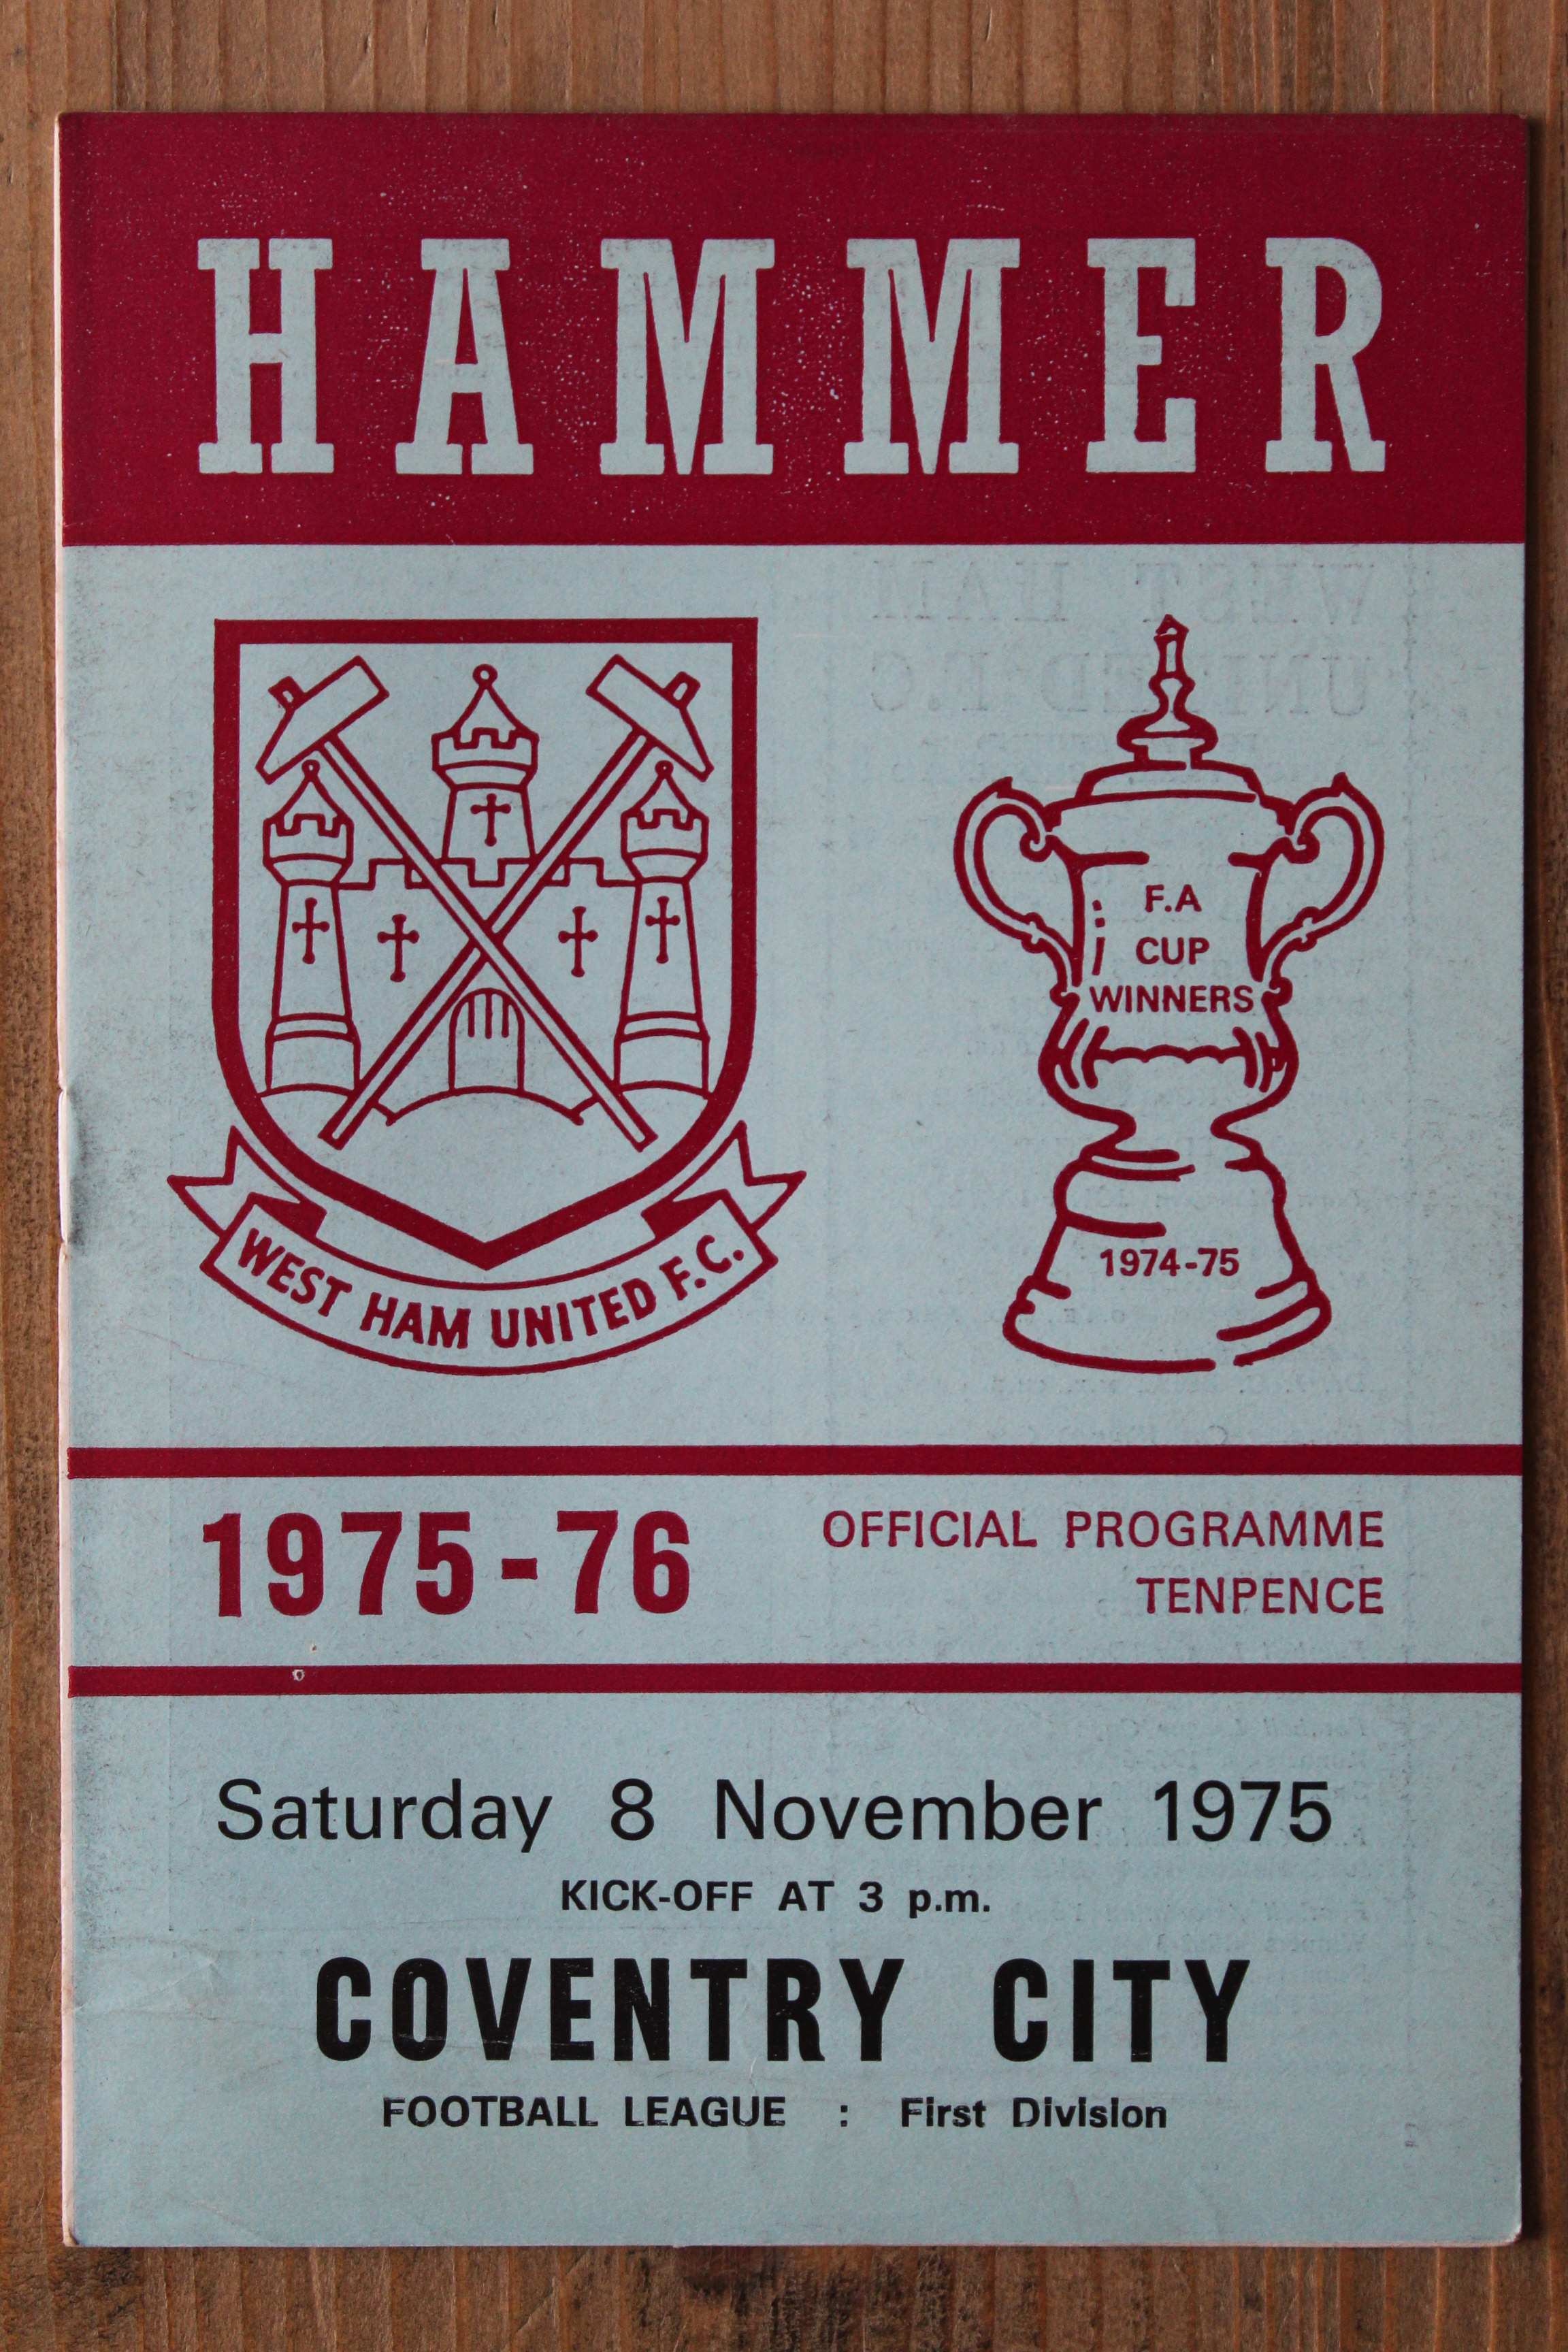 HAMMER
WEST HAM UNITED F.C.
F.A
CUP
WINNERS
1974-75
1975-76
OFFICIAL PROGRAMME
TENPENCE
Saturday 8 November 1975
KICK-OFF AT 3 p.m.
COVENTRY CITY
FOOTBALL LEAGUE : First Division